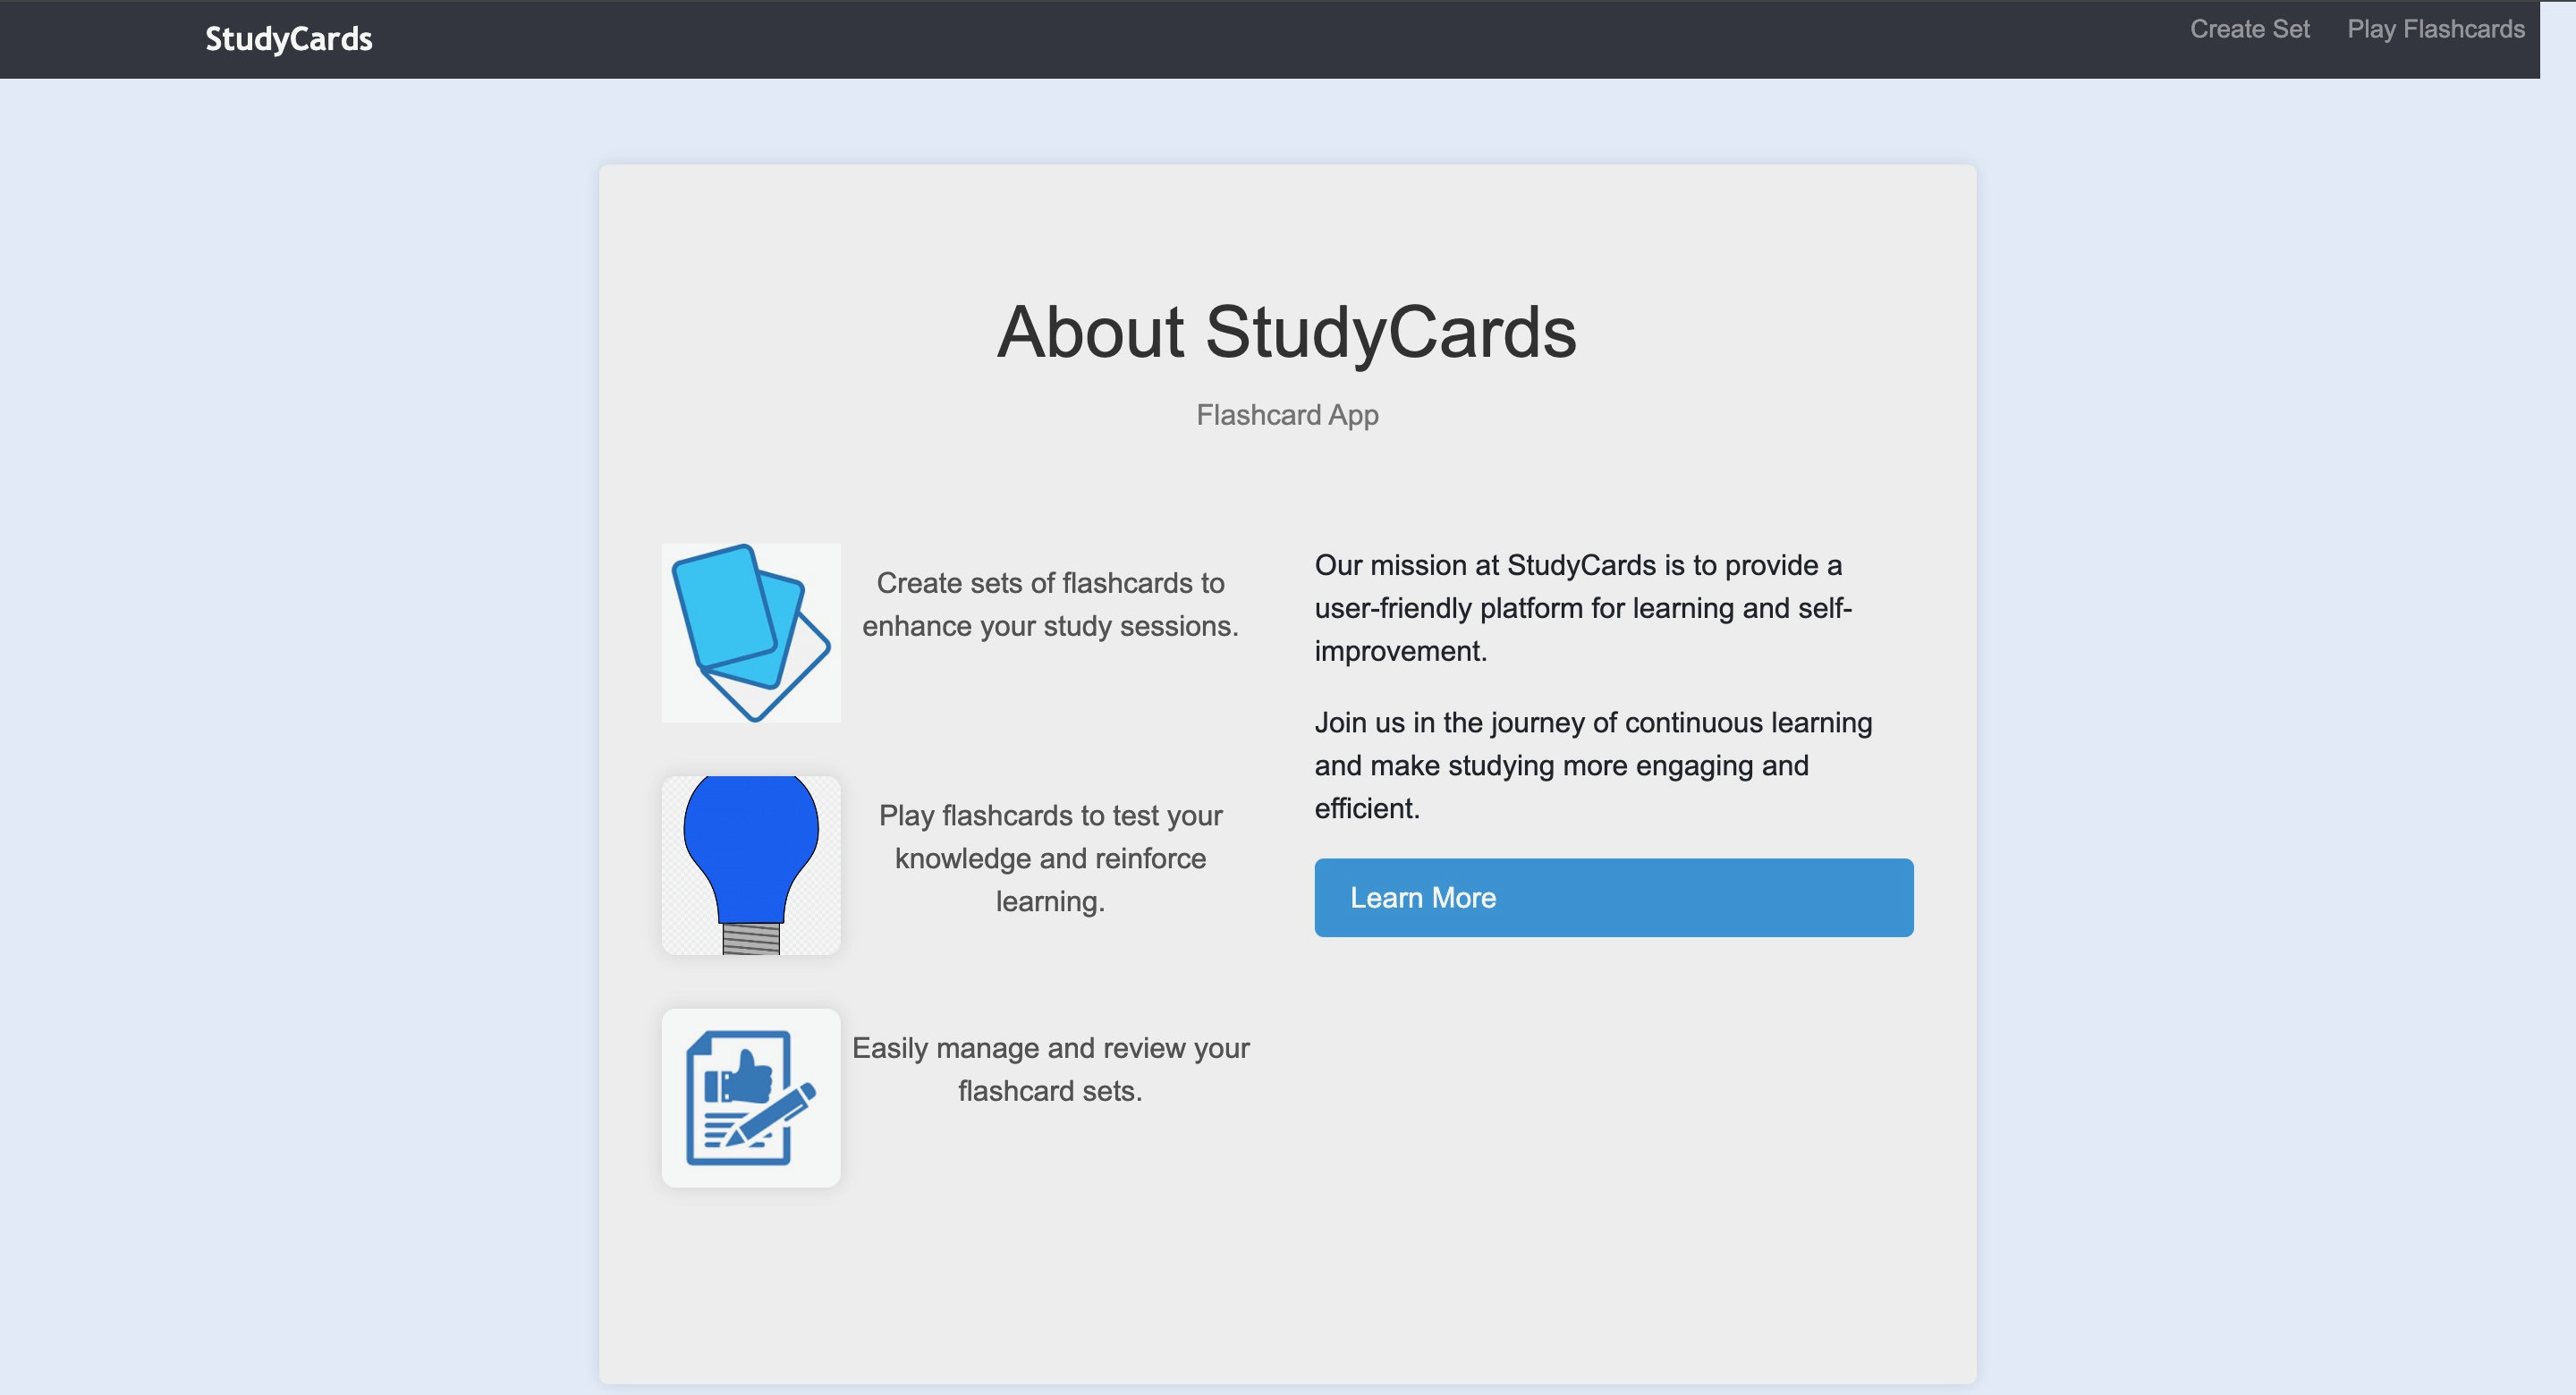 StudyCards
Create Set
Play Flashcards
About StudyCards
Flashcard App
Create sets of flashcards to
enhance your study sessions.
Play flashcards to test your
knowledge and reinforce
learning.
Easily manage and review your
flashcard sets.
Our mission at StudyCards is to provide a
user-friendly platform for learning and self-
improvement.
Join us in the journey of continuous learning
and make studying more engaging and
efficient.
Learn More